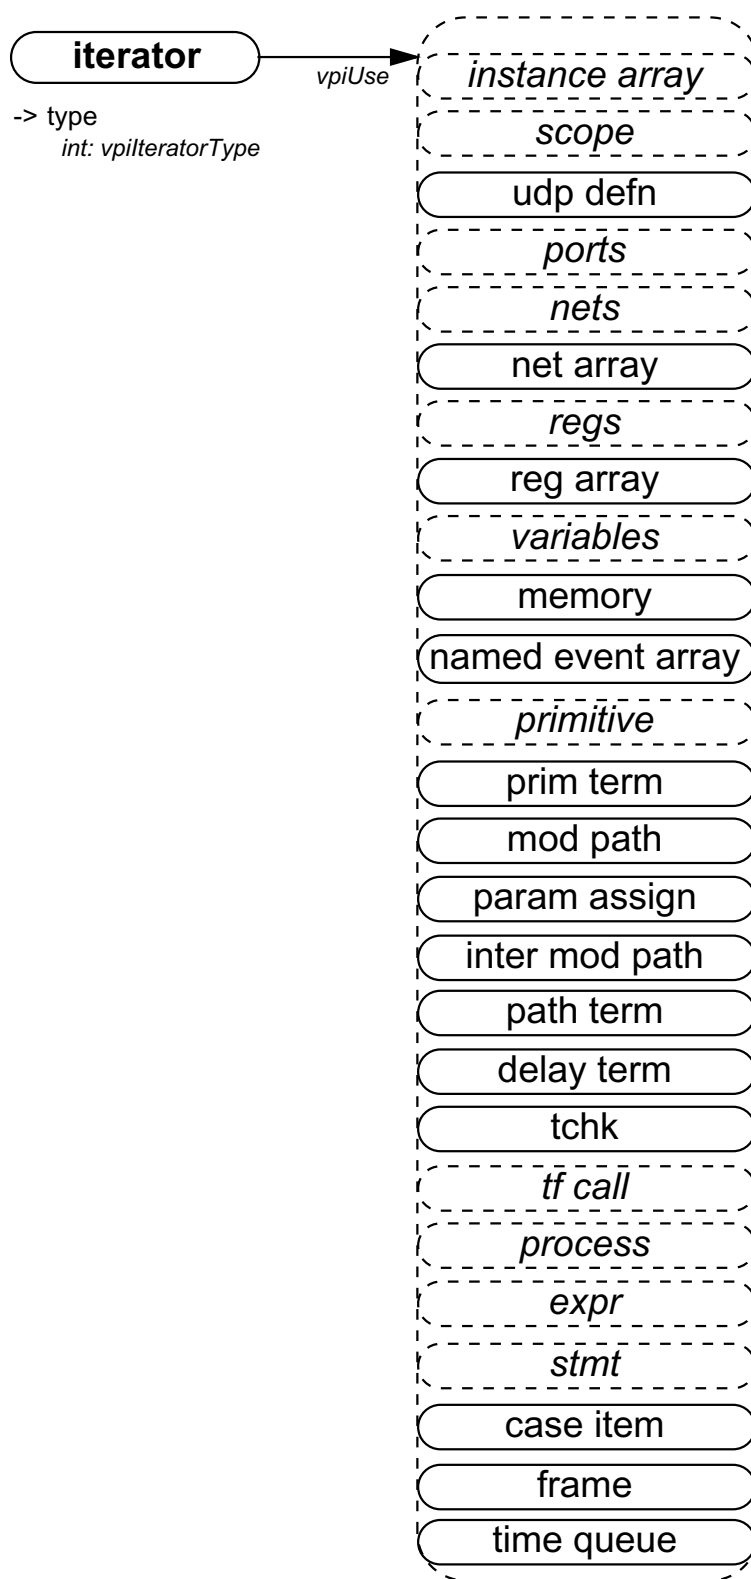 iterator
vpiUse
-> type
int: vpiIteratorType
instance array
scope
udp defn
ports
nets
net array
regs
reg array
variables
memory
named event array
primitive
prim term
mod path
param assign
inter mod path
path term
delay term
tchk
tf call
process
expr
stmt
case item
frame
time queue